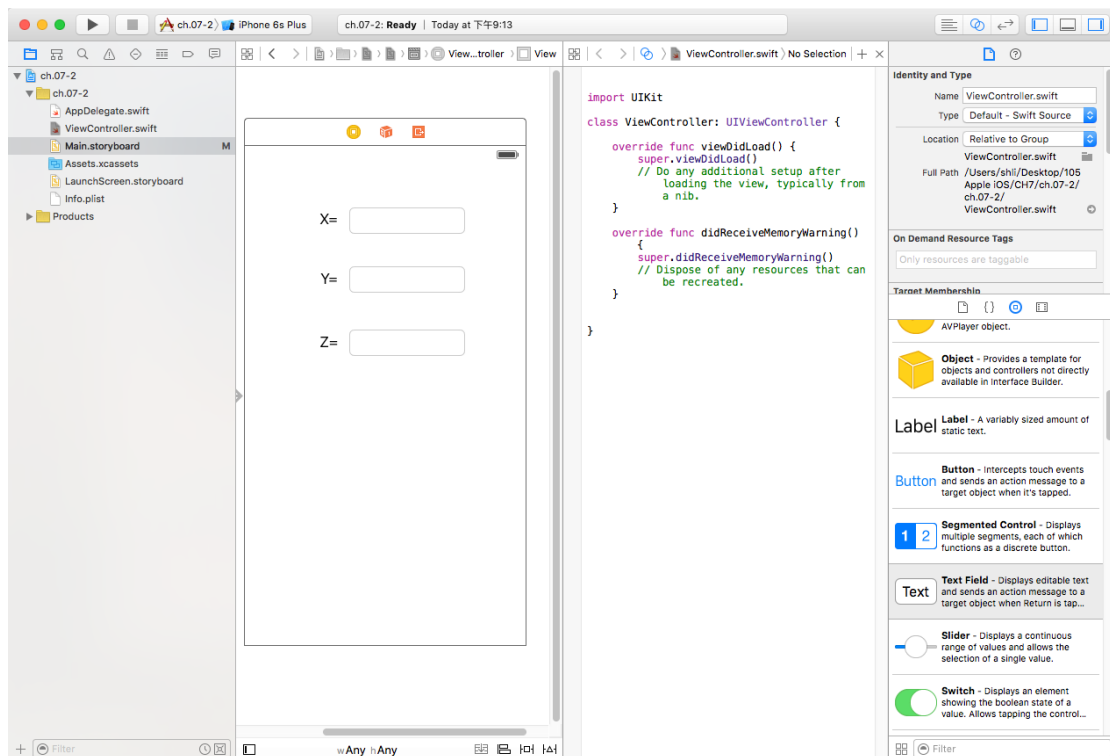 ch.07-2 〉 iPhone 6s Plus
ch.07-2: Ready | Today at 下午9:13
View...troller 〉 View
ViewController.swift 〉 No Selection
ch.07-2
ch.07-2
AppDelegate.swift
ViewController.swift
Main.storyboard M
Assets.xcassets
LaunchScreen.storyboard
Info.plist
Products
Filter
X=
Y=
Z=
wAny hAny
import UIKit
class ViewController: UIViewController {
override func viewDidLoad() {
super.viewDidLoad()
// Do any additional setup after
loading the view, typically from
a nib.
}
override func didReceiveMemoryWarning()
{
super.didReceiveMemoryWarning()
// Dispose of any resources that can
be recreated.
}
}
Identity and Type
Name ViewController.swift
Type Default - Swift Source
Location Relative to Group
ViewController.swift
Full Path /Users/shli/Desktop/105
Apple iOS/CH7/ch.07-2/
ch.07-2/
ViewController.swift
On Demand Resource Tags
Only resources are taggable
Target Membership
AVPlayer object.
Object - Provides a template for
objects and controllers not directly
available in Interface Builder.
Label
Label - A variably sized amount of
static text.
Button
Button - Intercepts touch events
and sends an action message to a
target object when it's tapped.
1 2
Segmented Control - Displays
multiple segments, each of which
functions as a discrete button.
Text
Text Field - Displays editable text
and sends an action message to a
target object when Return is tap...
Slider - Displays a continuous
range of values and allows the
selection of a single value.
Switch - Displays an element
showing the boolean state of a
value. Allows tapping the control...
Filter